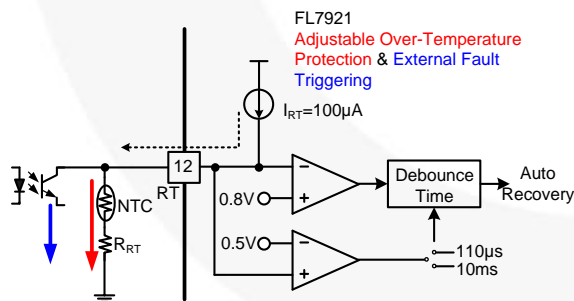 FL7921
Adjustable Over-Temperature
Protection & External Fault
Triggering
I_RT=100µA
12
RT
NTC
R_RT
0.8V
−
+
Debounce
Time
Auto
Recovery
0.5V
−
+
110µs
10ms